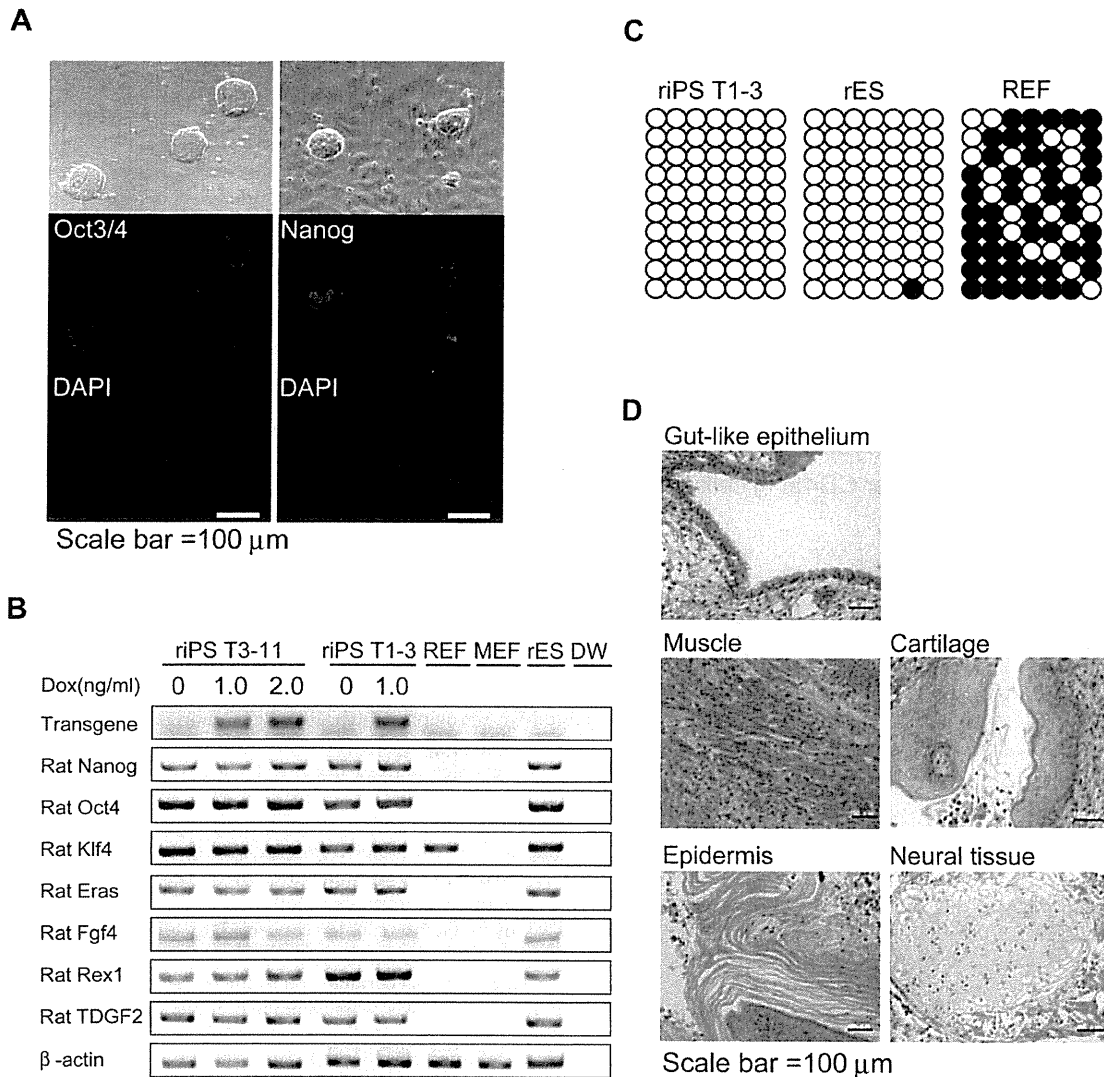 A
Oct3/4
Nanog
DAPI
DAPI
Scale bar =100 μm
B
riPS T3-11 riPS T1-3 REF MEF rES DW
Dox(ng/ml) 0 1.0 2.0 0 1.0
Transgene
Rat Nanog
Rat Oct4
Rat Klf4
Rat Eras
Rat Fgf4
Rat Rex1
Rat TDGF2
β -actin
C
riPS T1-3 rES REF
D
Gut-like epithelium
Muscle
Cartilage
Epidermis
Neural tissue
Scale bar =100 μm